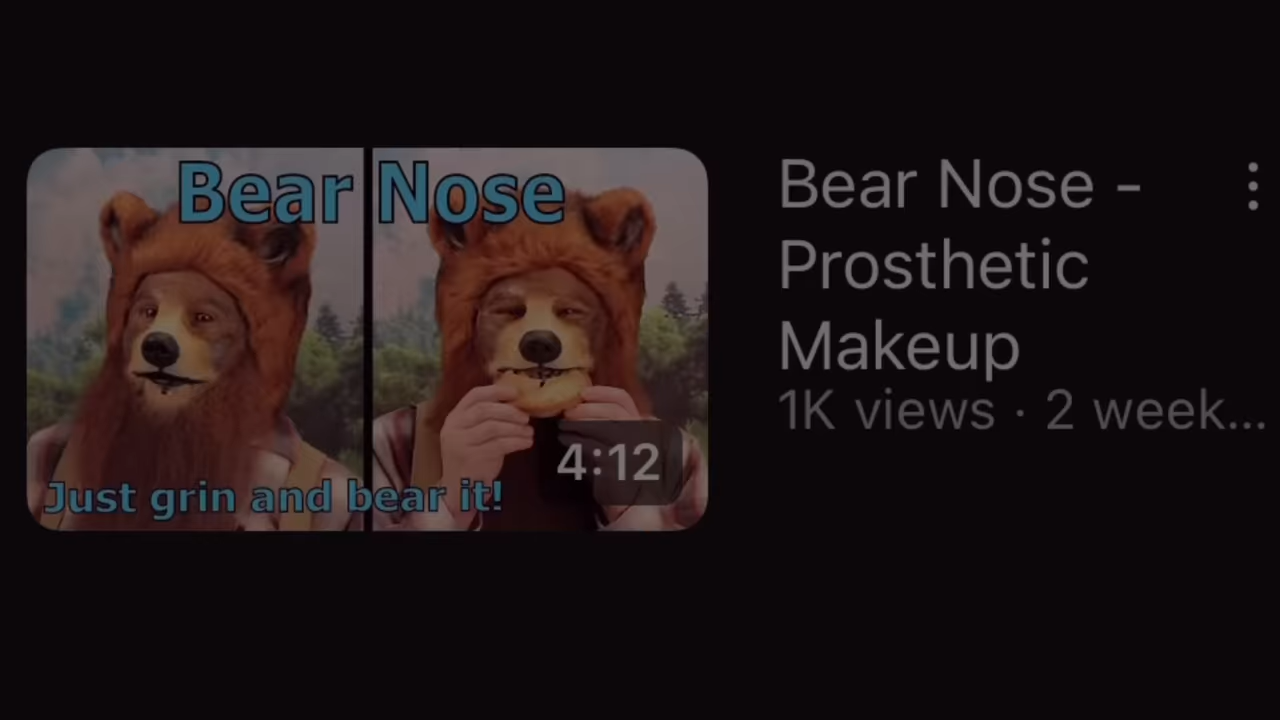 Bear Nose
Just grin and bear it!
4:12
Bear Nose -
Prosthetic
Makeup
1K views · 2 week...